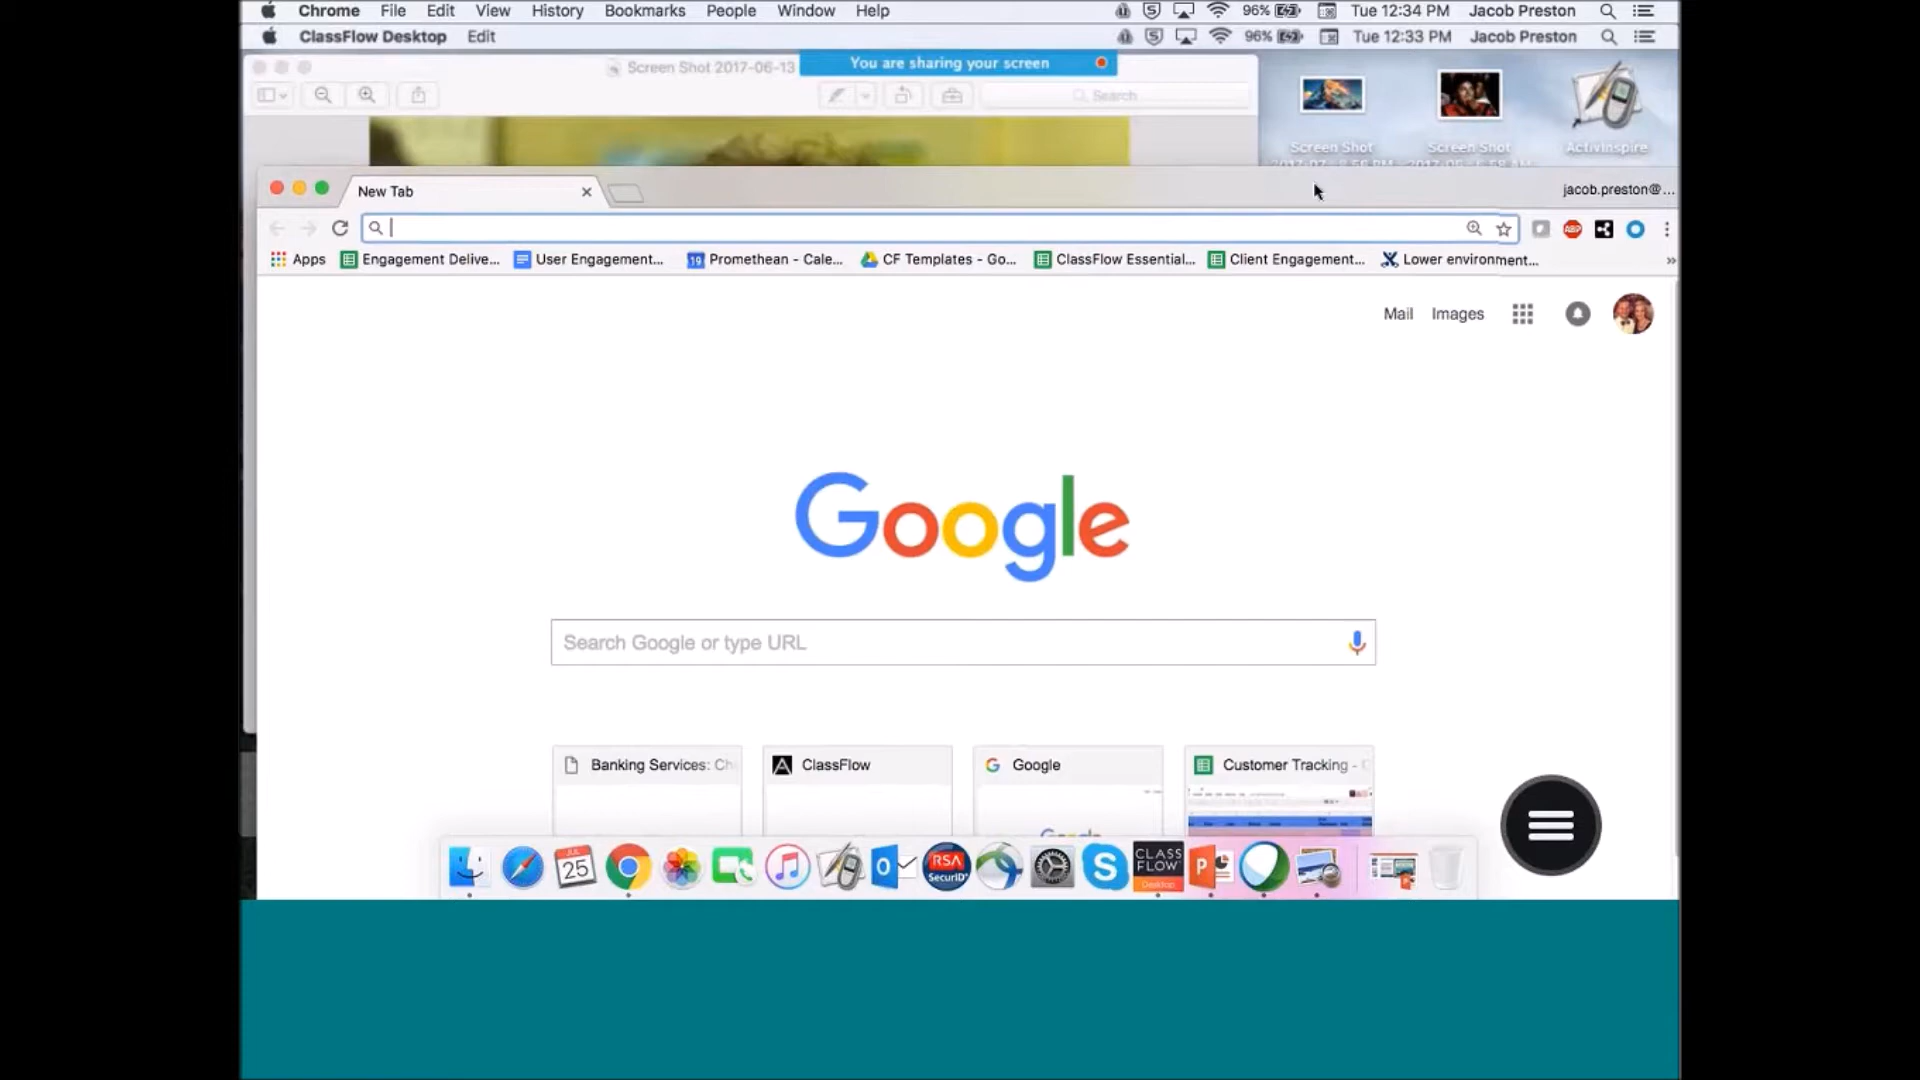 Chrome File Edit View History Bookmarks People Window Help 96% Tue 12:34 PM Jacob Preston
ClassFlow Desktop Edit 96% Tue 12:33 PM Jacob Preston
Screen Shot 2017-06-13
You are sharing your screen
Search
Screen Shot
Screen Shot
ActivInspire
New Tab
jacob.preston@...
ABP
Apps Engagement Delive... User Engagement... 19 Promethean - Cale... CF Templates - Go... ClassFlow Essential... Client Engagement... Lower environment... »
Mail Images
Google
Search Google or type URL
Banking Services: Ch
ClassFlow
Google
Customer Tracking -
JUL
25
RSA
SecurID
CLASS
FLOW
Desktop